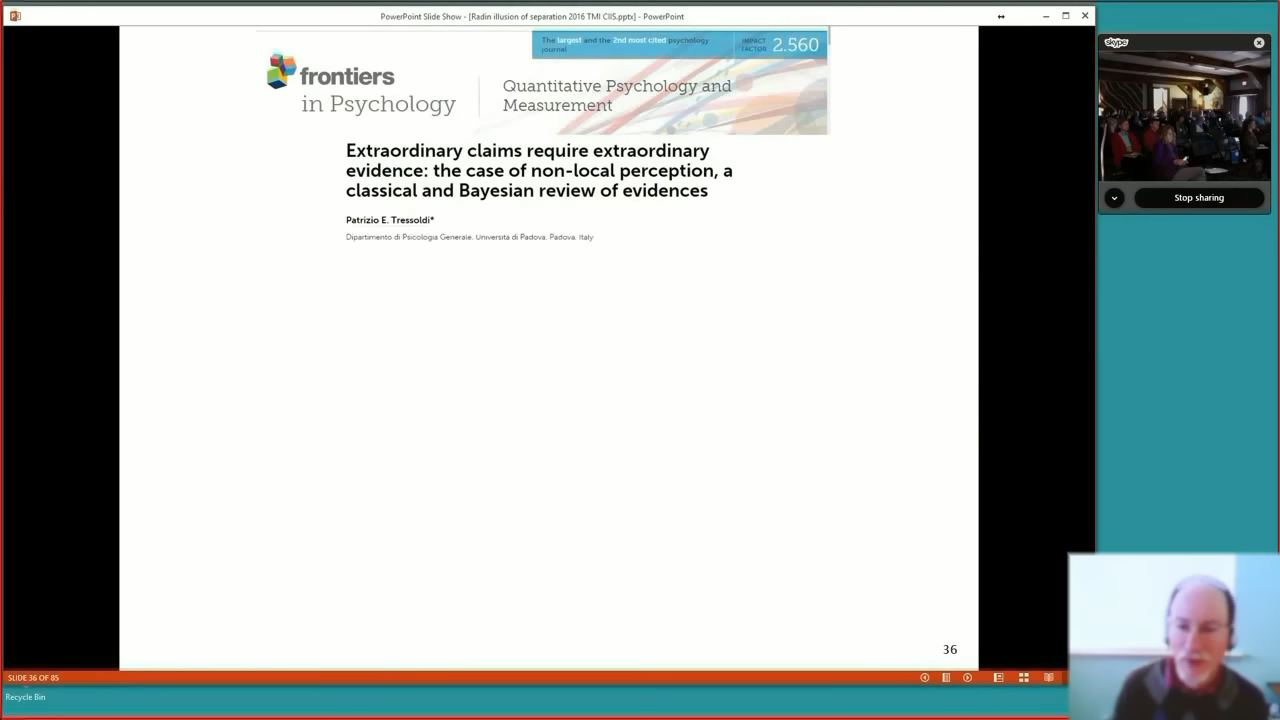 PowerPoint Slide Show - [Radin illusion of separation 2016 TMI CIIS.pptx] - PowerPoint
skype
The largest and the 2nd most cited psychology
journal
IMPACT
FACTOR
2.560
frontiers
in Psychology
Quantitative Psychology and
Measurement
Extraordinary claims require extraordinary
evidence: the case of non-local perception, a
classical and Bayesian review of evidences
Patrizio E. Tressoldi*
Dipartimento di Psicologia Generale, Università di Padova, Padova, Italy
Stop sharing
36
SLIDE 36 OF 85
Recycle Bin